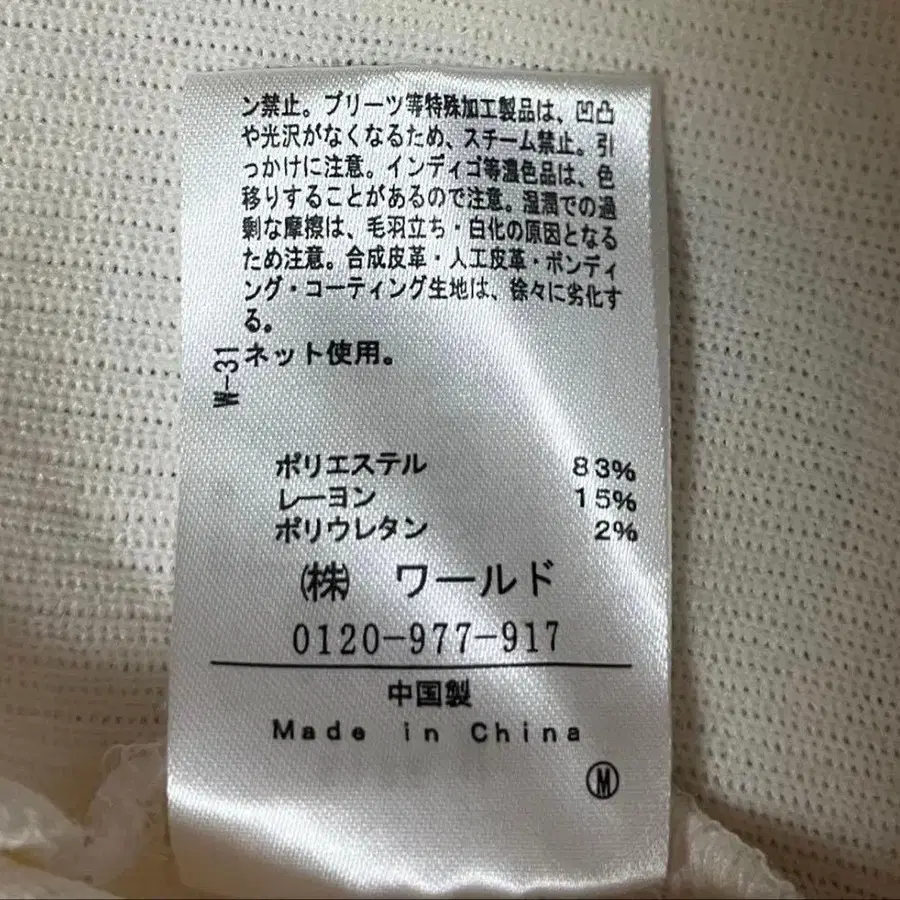 ン禁止。プリーツ等特殊加工製品は、凹凸
や光沢がなくなるため、スチーム禁止。引
っかけに注意。インディゴ等濃色品は、色
移りすることがあるので注意。湿潤での過
剰な摩擦は、毛羽立ち・白化の原因となる
ため注意。合成皮革・人工皮革・ボンディ
ング・コーティング生地は、徐々に劣化す
る。
ネット使用。
W-31
ポリエステル 83%
レーヨン 15%
ポリウレタン 2%
㈱ ワールド
0120-977-917
中国製
Made in China
Ⓜ